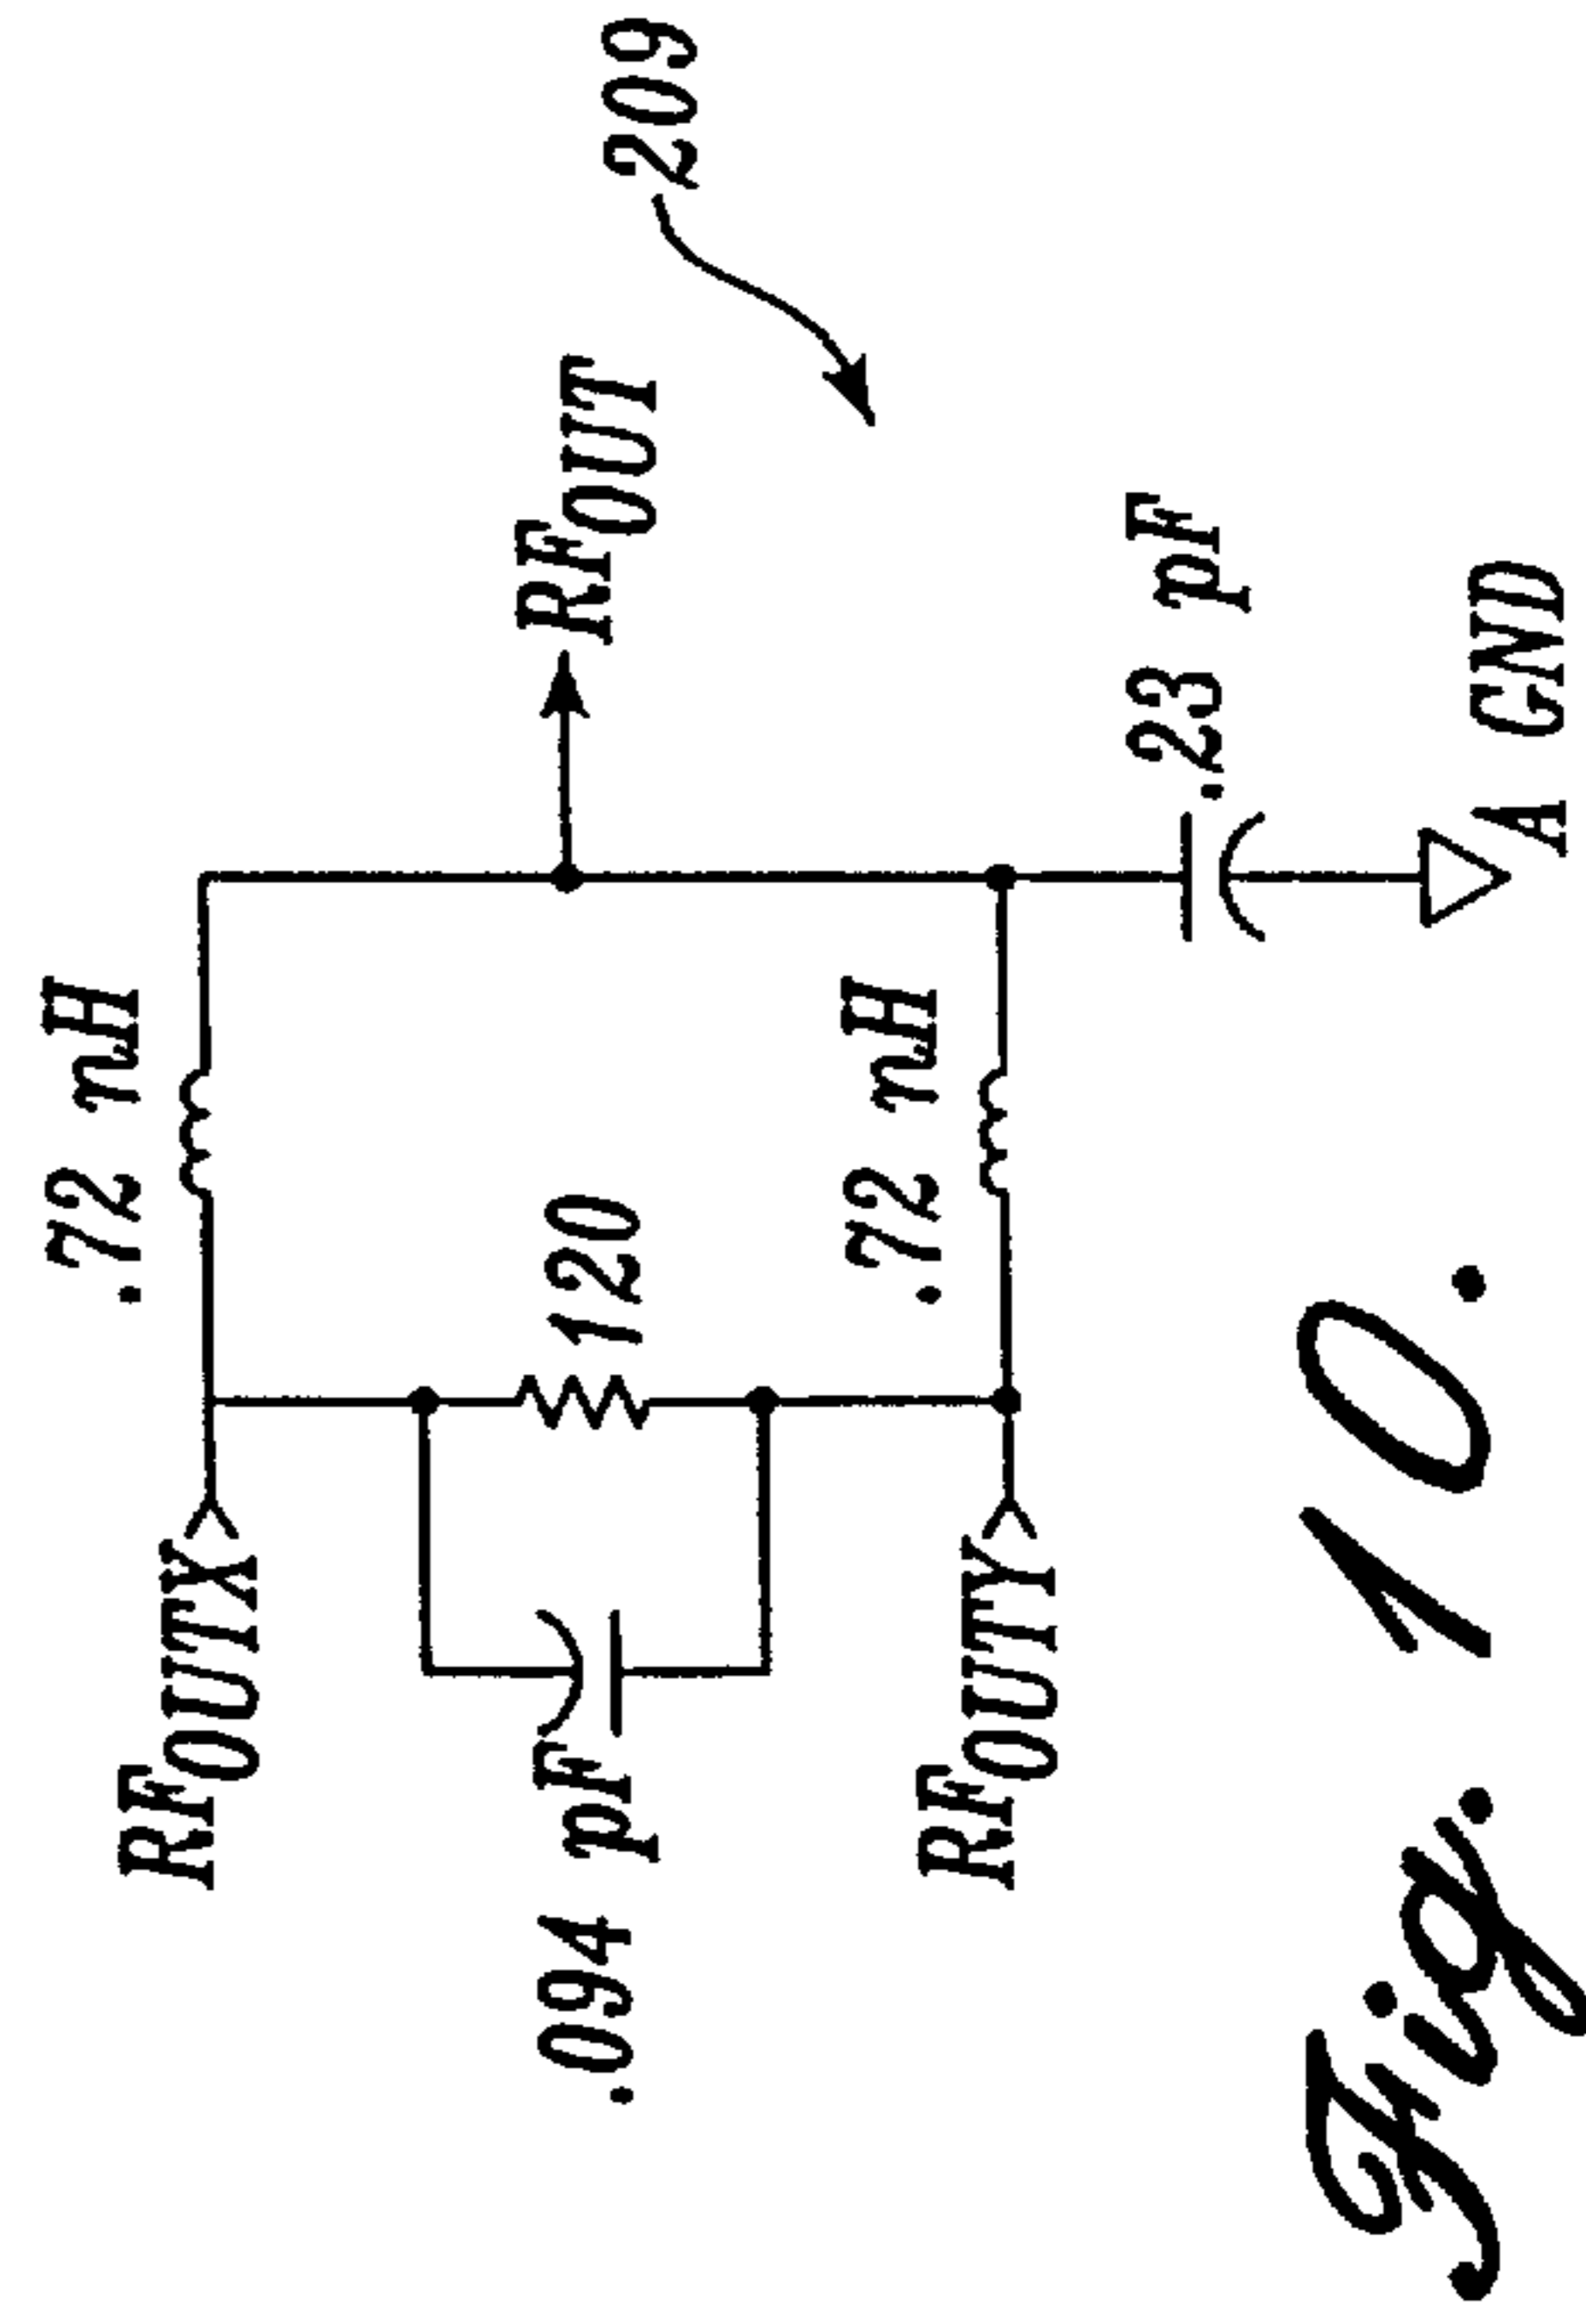 .72 nH
RFOUTX
209
RFOUT
.094 pF
120
.72 nH
RFOUTY
.23 pF
A GND
Fig. 10.